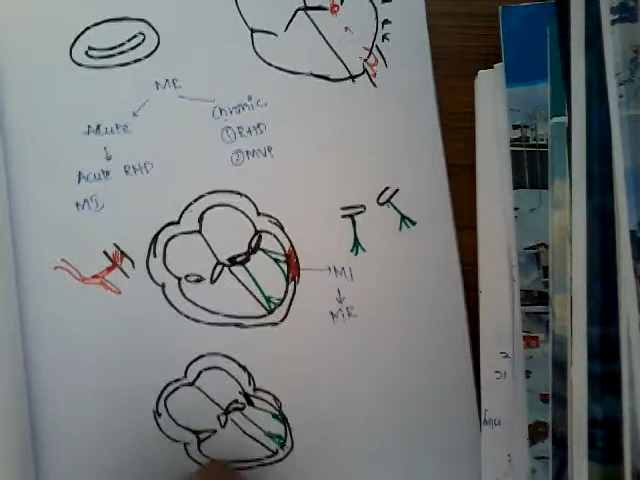 MR
Acute
Chronic
① RHD
② MVP
Acute RHD
MI
MI
MR